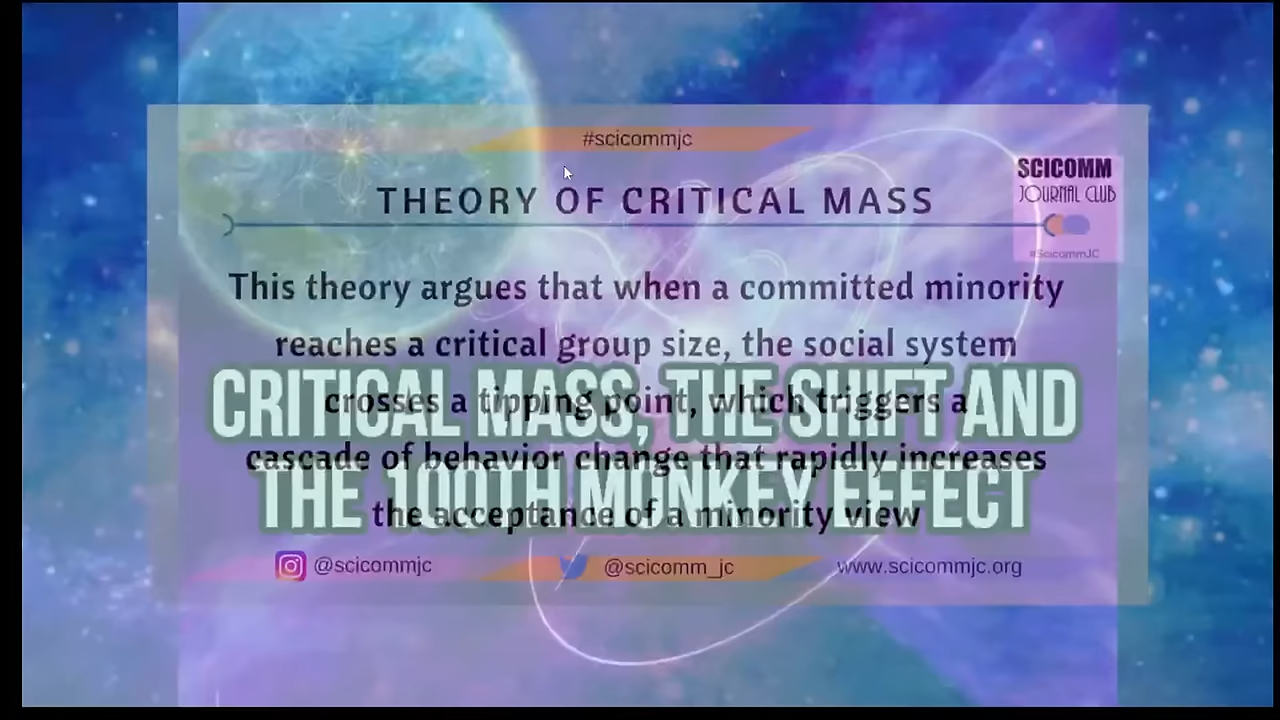 #scicommjc
SCICOMM
JOURNAL CLUB
#ScicommJC
THEORY OF CRITICAL MASS
This theory argues that when a committed minority
reaches a critical group size, the social system
crosses a tipping point, which triggers a
cascade of behavior change that rapidly increases
the acceptance of a minority view
CRITICAL MASS, THE SHIFT AND
THE 100TH MONKEY EFFECT
@scicommjc
@scicomm_jc
www.scicommjc.org